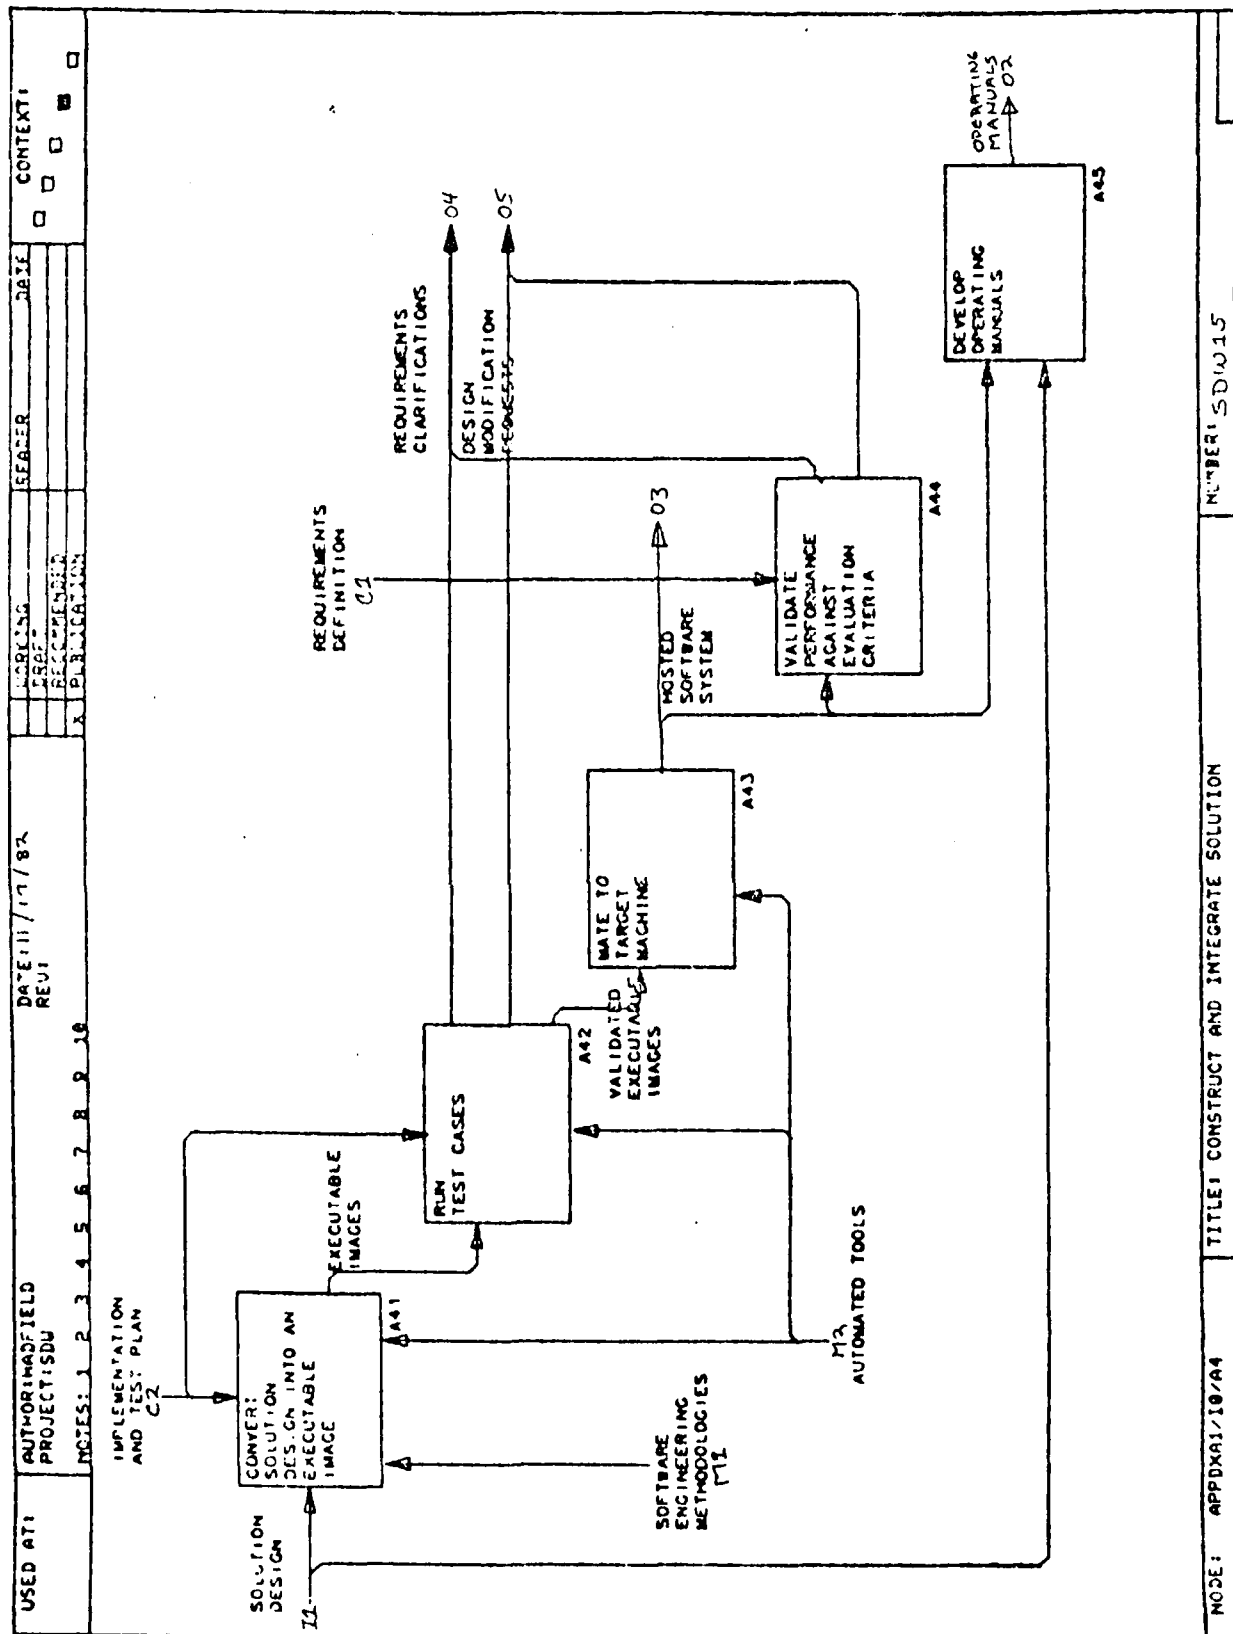 USED AT:
AUTHOR:HADFIELD
PROJECT:SDW
NOTES: 1 2 3 4 5 6 7 8 9 10
DATE:11/17/82
REV:
WORKING
DRAFT
RECOMMENDED
X PUBLICATION
READER DATE
CONTEXT:
IMPLEMENTATION
AND TEST PLAN
C2
SOLUTION
DESIGN
I1
CONVERT
SOLUTION
DESIGN INTO AN
EXECUTABLE
IMAGE
A41
EXECUTABLE
IMAGES
RUN
TEST CASES
A42
VALIDATED
EXECUTABLE
IMAGES
MATE TO
TARGET
MACHINE
A43
HOSTED
SOFTWARE
SYSTEM
O3
REQUIREMENTS
DEFINITION
C1
REQUIREMENTS
CLARIFICATIONS
O4
DESIGN
MODIFICATION
REQUESTS
O5
VALIDATE
PERFORMANCE
AGAINST
EVALUATION
CRITERIA
A44
OPERATING
MANUALS
O2
DEVELOP
OPERATING
MANUALS
A45
SOFTWARE
ENGINEERING
METHODOLOGIES
M1
M2
AUTOMATED TOOLS
NODE: APPDXA1/10/A4
TITLE: CONSTRUCT AND INTEGRATE SOLUTION
NUMBER: SDW15